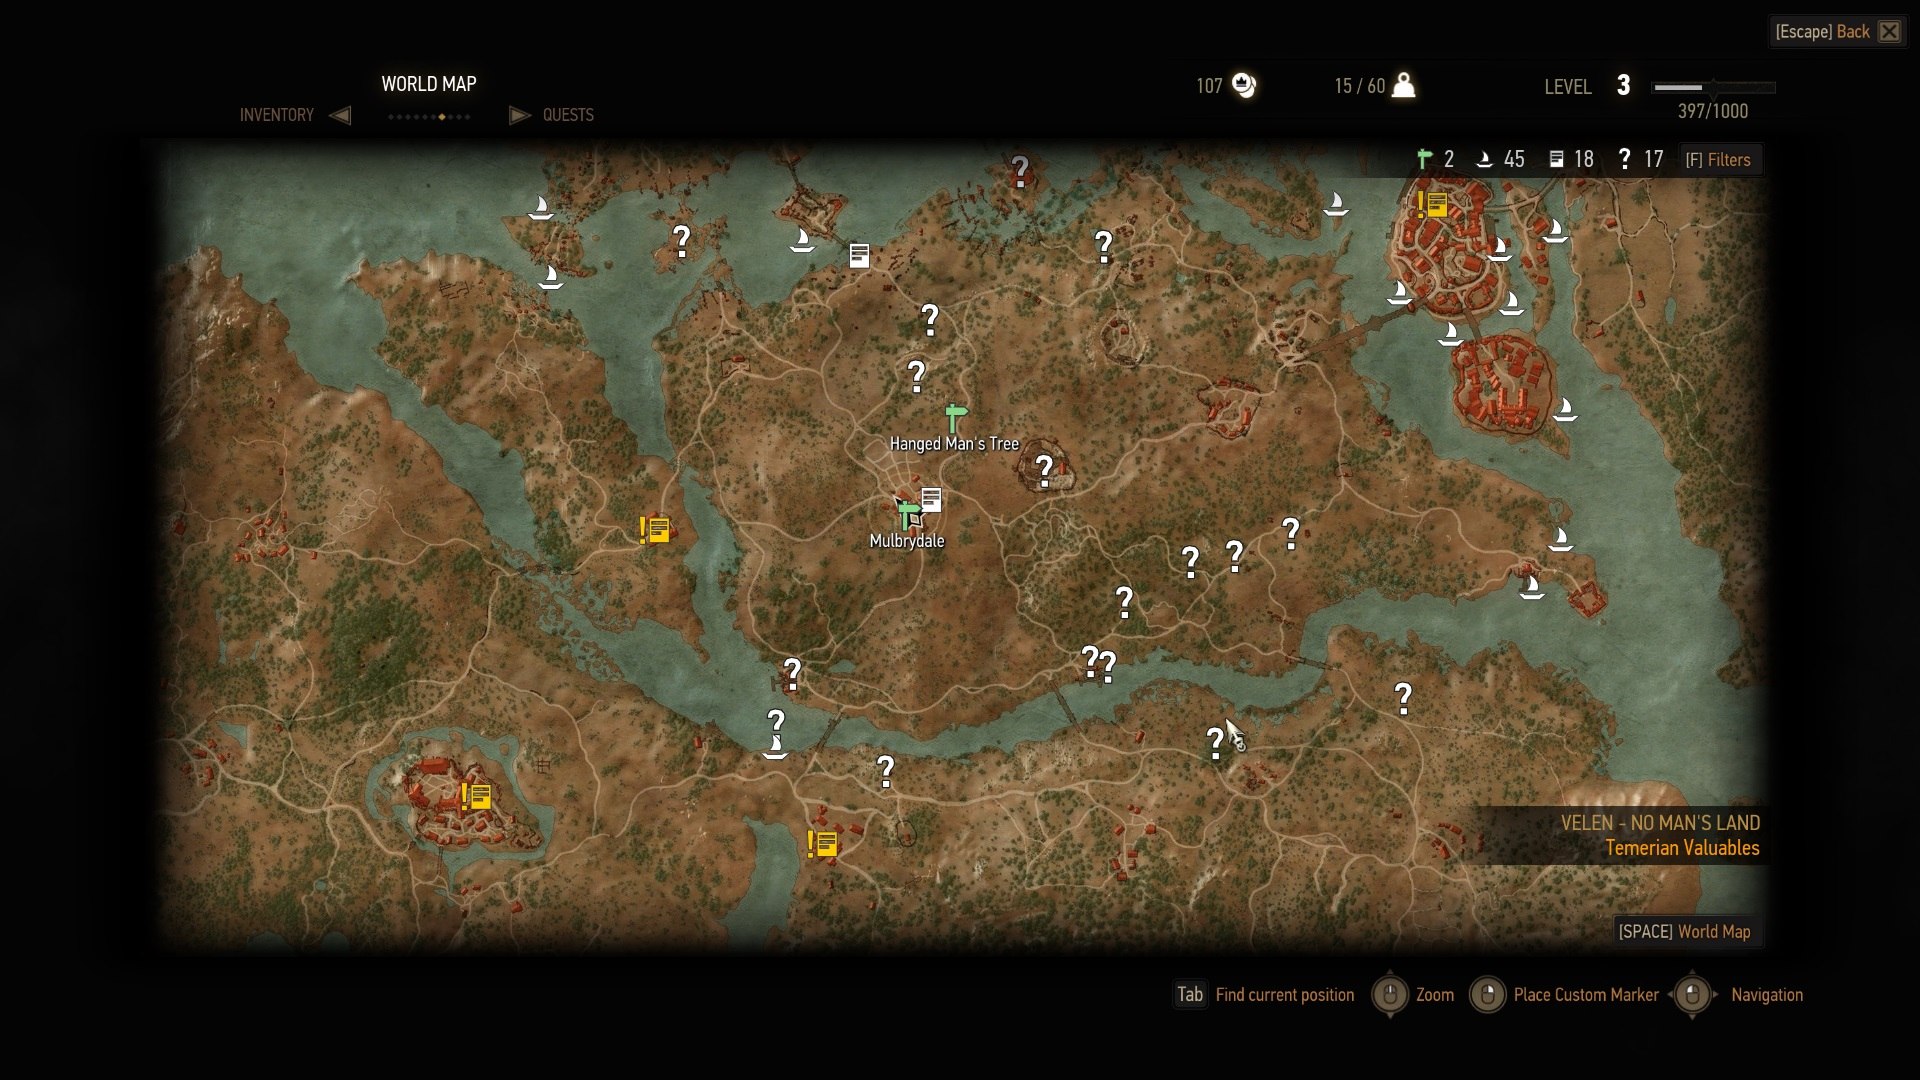 [Escape] Back
WORLD MAP
INVENTORY
QUESTS
107
15 / 60
LEVEL 3
397/1000
2 45 18 ? 17 [F] Filters
Hanged Man's Tree
Mulbrydale
VELEN - NO MAN'S LAND
Temerian Valuables
[SPACE] World Map
Tab Find current position Zoom Place Custom Marker Navigation